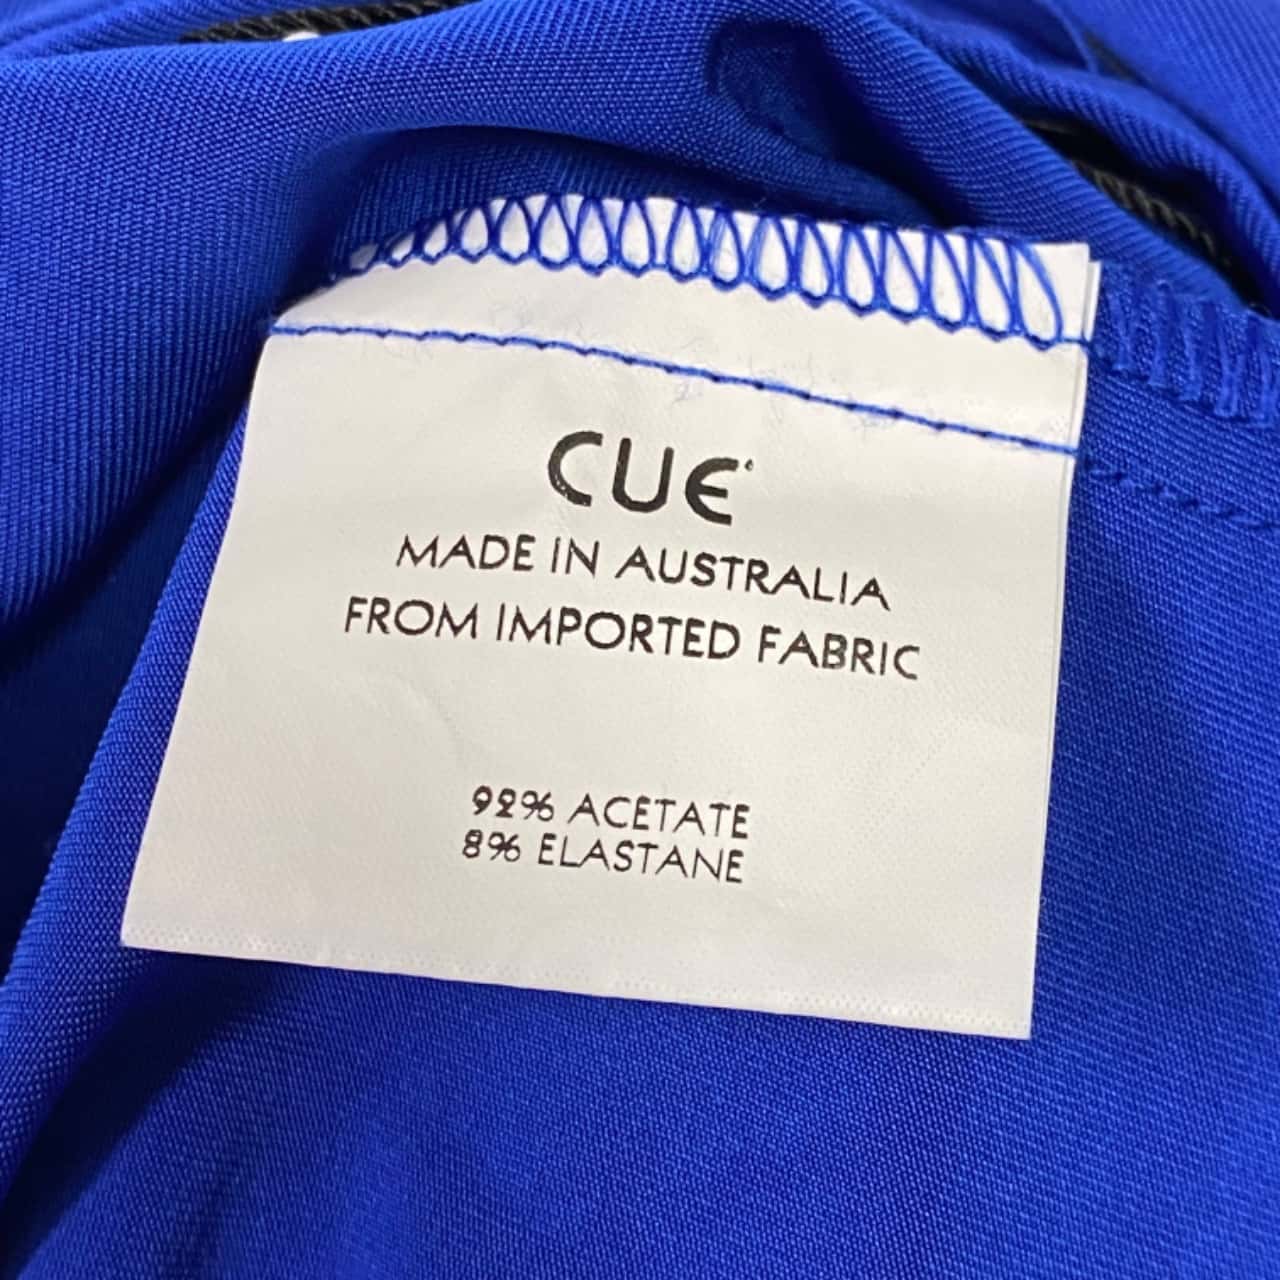 CUE
MADE IN AUSTRALIA
FROM IMPORTED FABRIC
92% ACETATE
8% ELASTANE